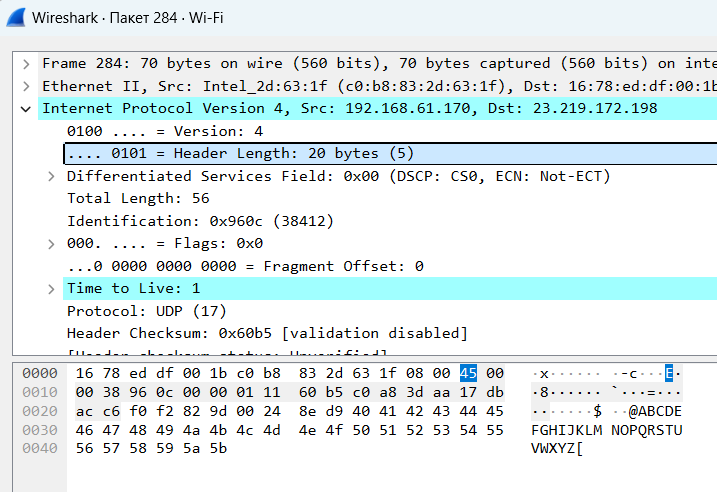 Wireshark · Пакет 284 · Wi-Fi
Frame 284: 70 bytes on wire (560 bits), 70 bytes captured (560 bits) on inte
Ethernet II, Src: Intel_2d:63:1f (c0:b8:83:2d:63:1f), Dst: 16:78:ed:df:00:1b
Internet Protocol Version 4, Src: 192.168.61.170, Dst: 23.219.172.198
0100 .... = Version: 4
.... 0101 = Header Length: 20 bytes (5)
Differentiated Services Field: 0x00 (DSCP: CS0, ECN: Not-ECT)
Total Length: 56
Identification: 0x960c (38412)
000. .... = Flags: 0x0
...0 0000 0000 0000 = Fragment Offset: 0
Time to Live: 1
Protocol: UDP (17)
Header Checksum: 0x60b5 [validation disabled]
[Header checksum status: Unverified]
0000 16 78 ed df 00 1b c0 b8 83 2d 63 1f 08 00 45 00 ·x······ ·-c···E·
0010 00 38 96 0c 00 00 01 11 60 b5 c0 a8 3d aa 17 db ·8······ `···=···
0020 ac c6 f0 f2 82 9d 00 24 8e d9 40 41 42 43 44 45 ·······$ ··@ABCDE
0030 46 47 48 49 4a 4b 4c 4d 4e 4f 50 51 52 53 54 55 FGHIJKLM NOPQRSTU
0040 56 57 58 59 5a 5b VWXYZ[